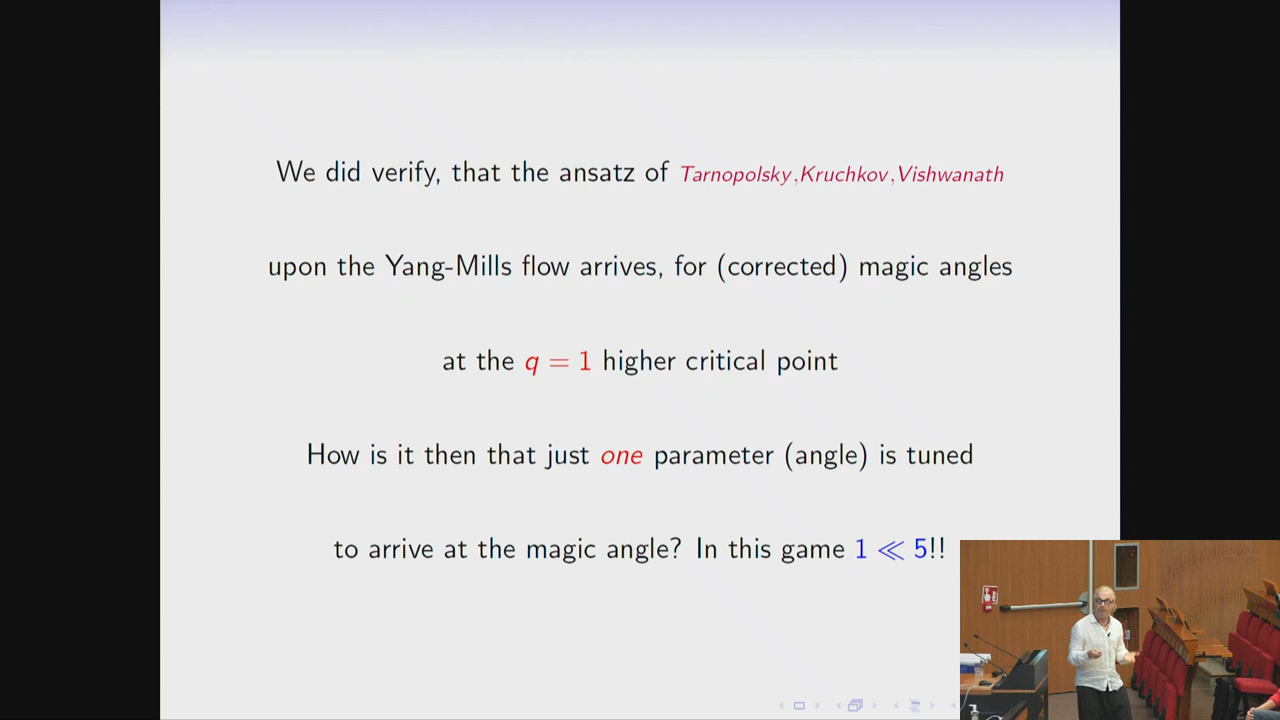 We did verify, that the ansatz of Tarnopolsky,Kruchkov,Vishwanath
upon the Yang-Mills flow arrives, for (corrected) magic angles
at the q = 1 higher critical point
How is it then that just one parameter (angle) is tuned
to arrive at the magic angle? In this game 1 ≪ 5!!